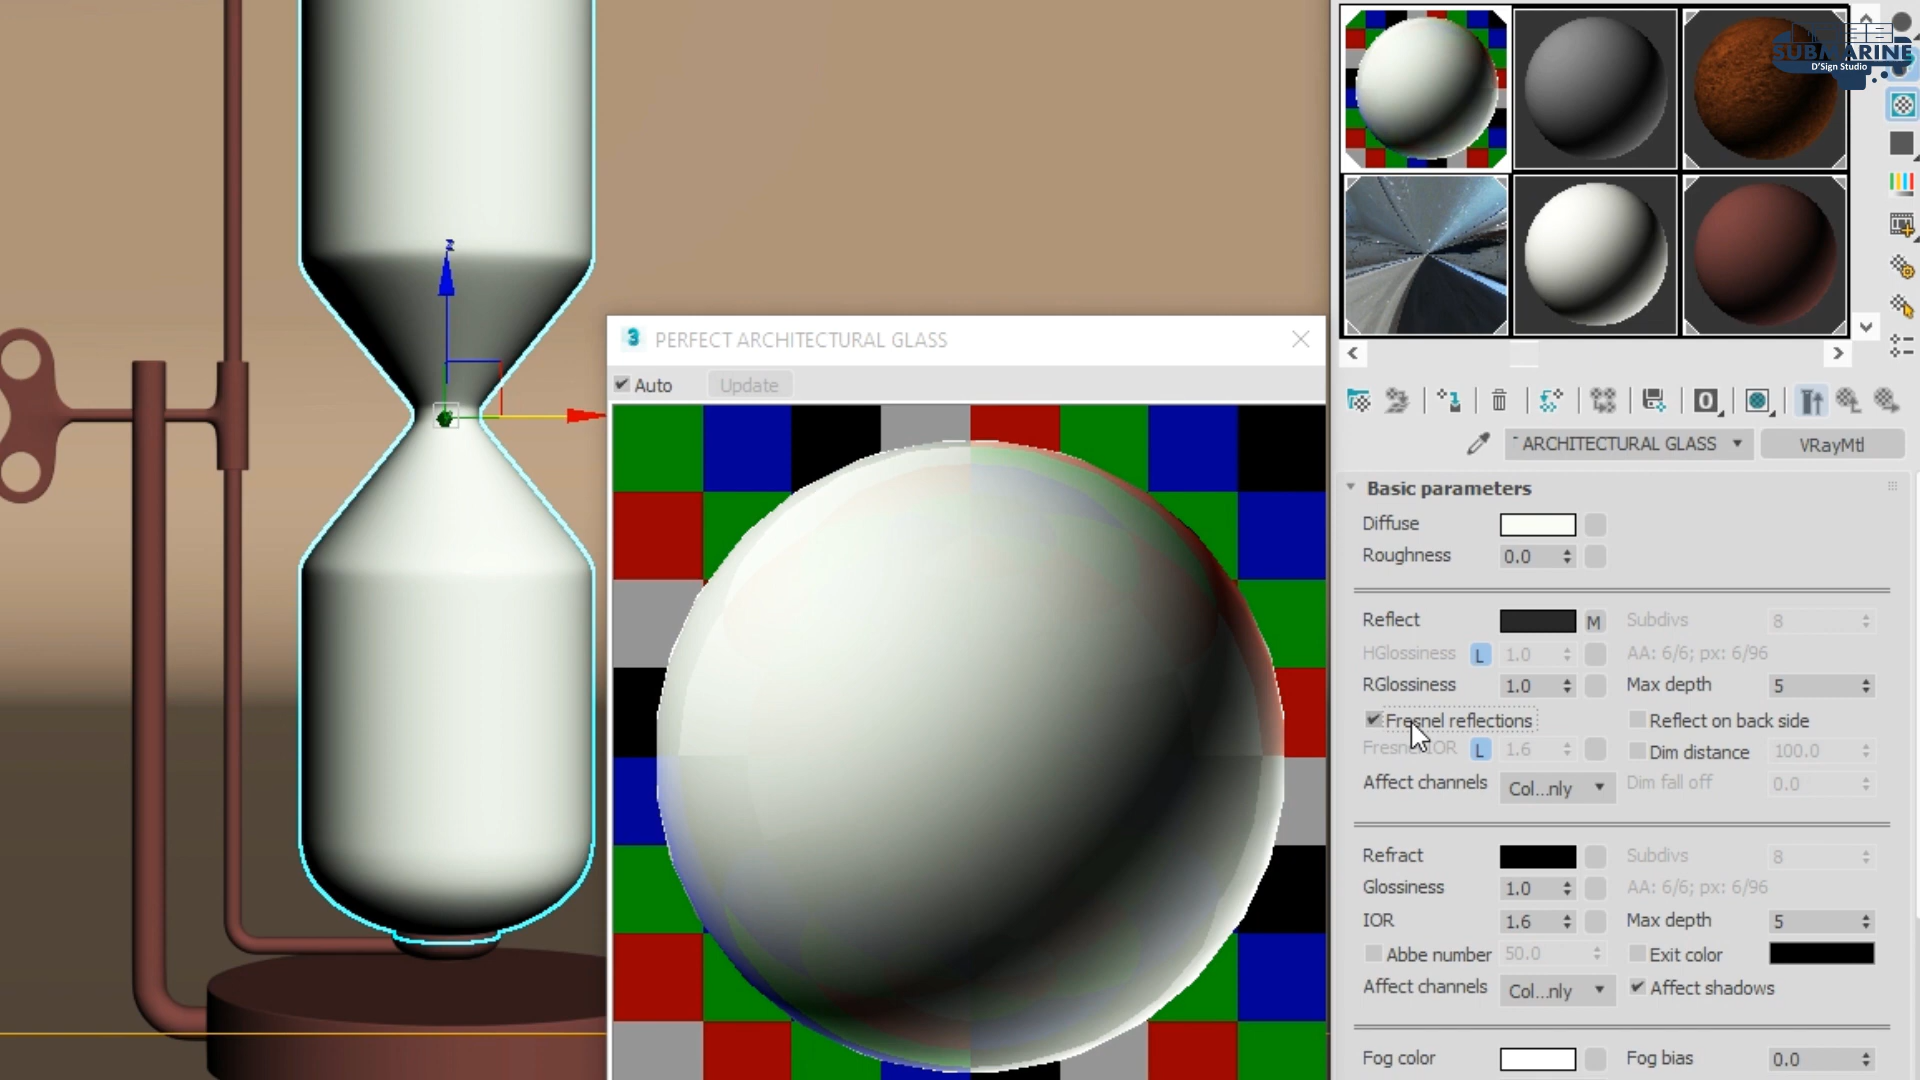 SUBMARINE
D'Sign Studio
z
3 PERFECT ARCHITECTURAL GLASS
Auto Update
ARCHITECTURAL GLASS VRayMtl
Basic parameters
Diffuse
Roughness 0.0
Reflect M Subdivs 8
HGlossiness L 1.0 AA: 6/6; px: 6/96
RGlossiness 1.0 Max depth 5
Fresnel reflections Reflect on back side
Fresnel IOR L 1.6 Dim distance 100.0
Affect channels Col...nly Dim fall off 0.0
Refract Subdivs 8
Glossiness 1.0 AA: 6/6; px: 6/96
IOR 1.6 Max depth 5
Abbe number 50.0 Exit color
Affect channels Col...nly Affect shadows
Fog color Fog bias 0.0